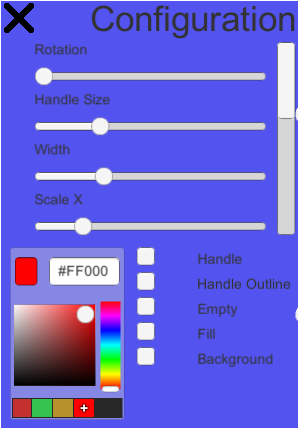 Configuration
Rotation
Handle Size
Width
Scale X
#FF000
Handle
Handle Outline
Empty
Fill
Background